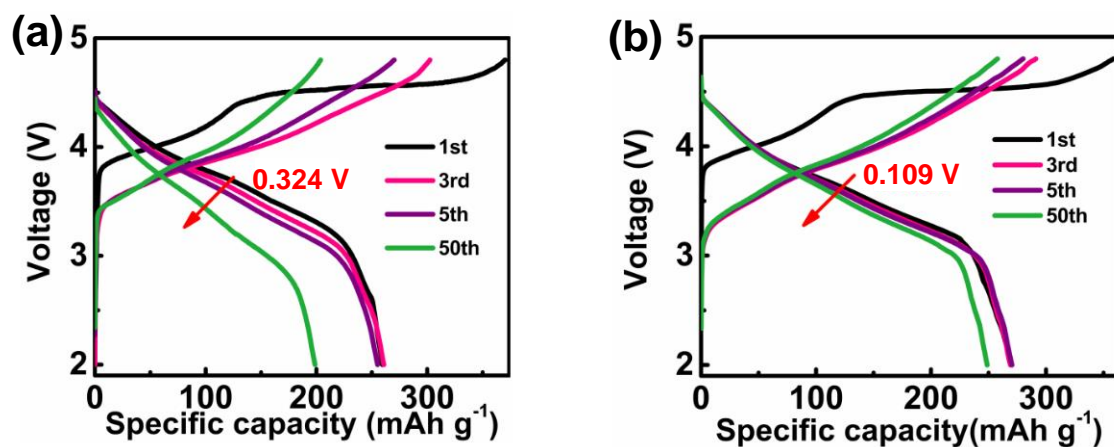 (a)
5
4
3
2
Voltage (V)
1st
3rd
5th
50th
0.324 V
0 100 200 300
Specific capacity (mAh g-1)
(b)
5
4
3
2
Voltage (V)
1st
3rd
5th
50th
0.109 V
0 100 200 300
Specific capacity(mAh g-1)